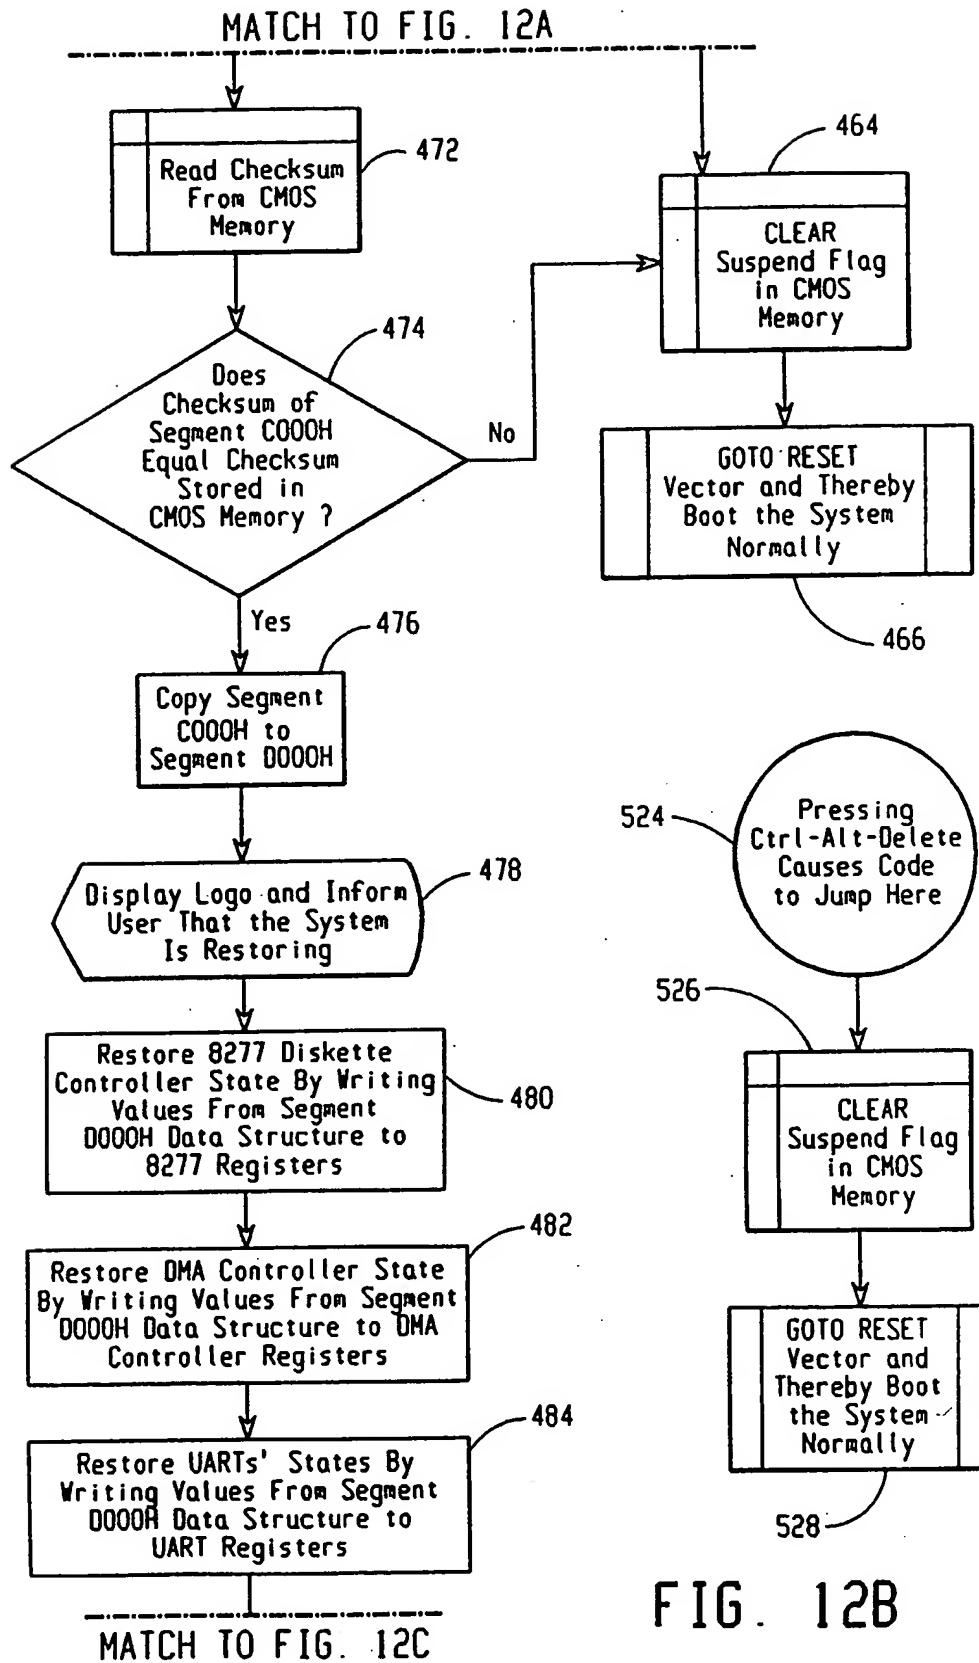 MATCH TO FIG. 12A
472
Read Checksum
From CMOS
Memory
464
CLEAR
Suspend Flag
in CMOS
Memory
474
Does
Checksum of
Segment C000H
Equal Checksum
Stored in
CMOS Memory ?
No
GOTO RESET
Vector and Thereby
Boot the System
Normally
466
Yes
476
Copy Segment
C000H to
Segment D000H
478
Display Logo and Inform
User That the System
Is Restoring
524
Pressing
Ctrl-Alt-Delete
Causes Code
to Jump Here
480
Restore 8277 Diskette
Controller State By Writing
Values From Segment
D000H Data Structure to
8277 Registers
526
CLEAR
Suspend Flag
in CMOS
Memory
482
Restore DMA Controller State
By Writing Values From Segment
D000H Data Structure to DMA
Controller Registers
GOTO RESET
Vector and
Thereby Boot
the System
Normally
528
484
Restore UARTs' States By
Writing Values From Segment
D000H Data Structure to
UART Registers
MATCH TO FIG. 12C
FIG. 12B